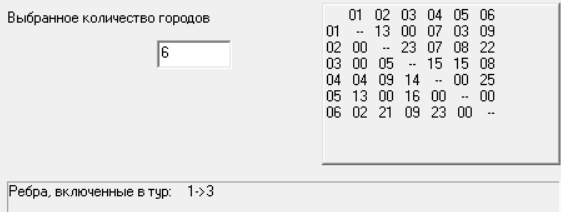 Выбранное количество городов
6
01 02 03 04 05 06
01 -- 13 00 07 03 09
02 00 -- 23 07 08 22
03 00 05 -- 15 15 08
04 04 09 14 -- 00 25
05 13 00 16 00 -- 00
06 02 21 09 23 00 --
Ребра, включенные в тур: 1->3